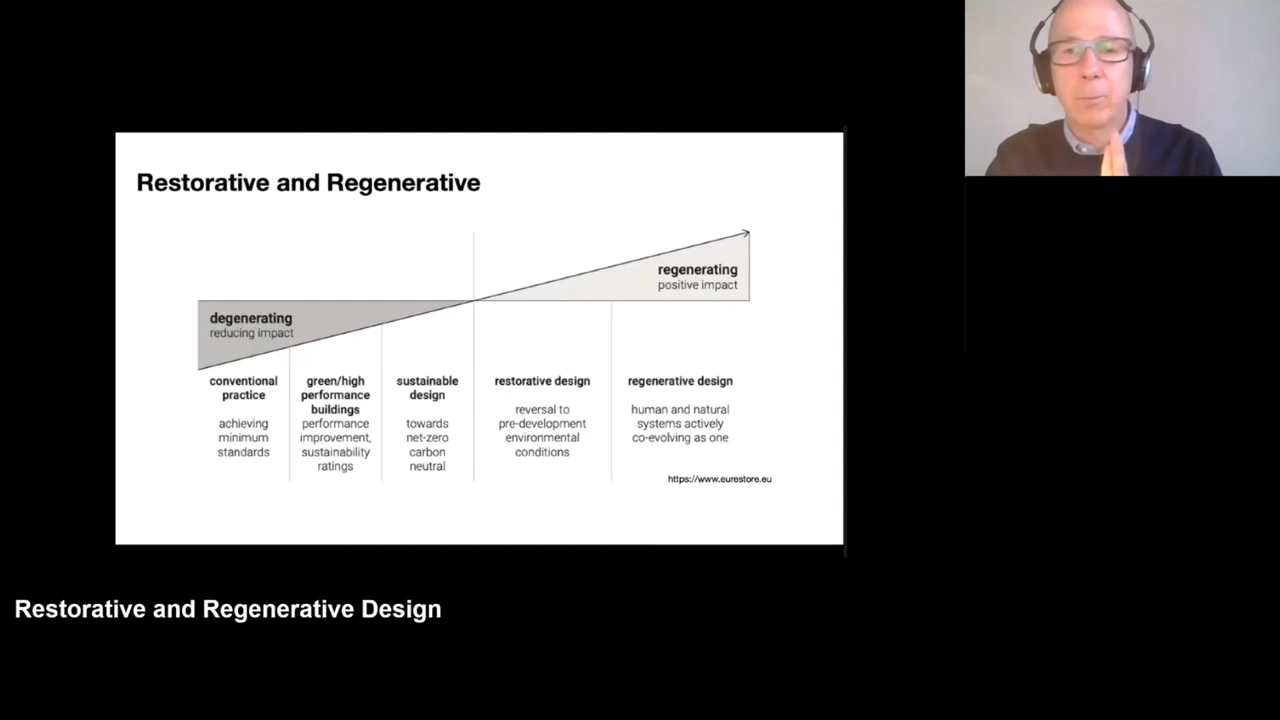 Restorative and Regenerative
regenerating
positive impact
degenerating
reducing impact
conventional
practice
achieving
minimum
standards
green/high
performance
buildings
performance
improvement,
sustainability
ratings
sustainable
design
towards
net-zero
carbon
neutral
restorative design
reversal to
pre-development
environmental
conditions
regenerative design
human and natural
systems actively
co-evolving as one
https://www.eurestore.eu
Restorative and Regenerative Design